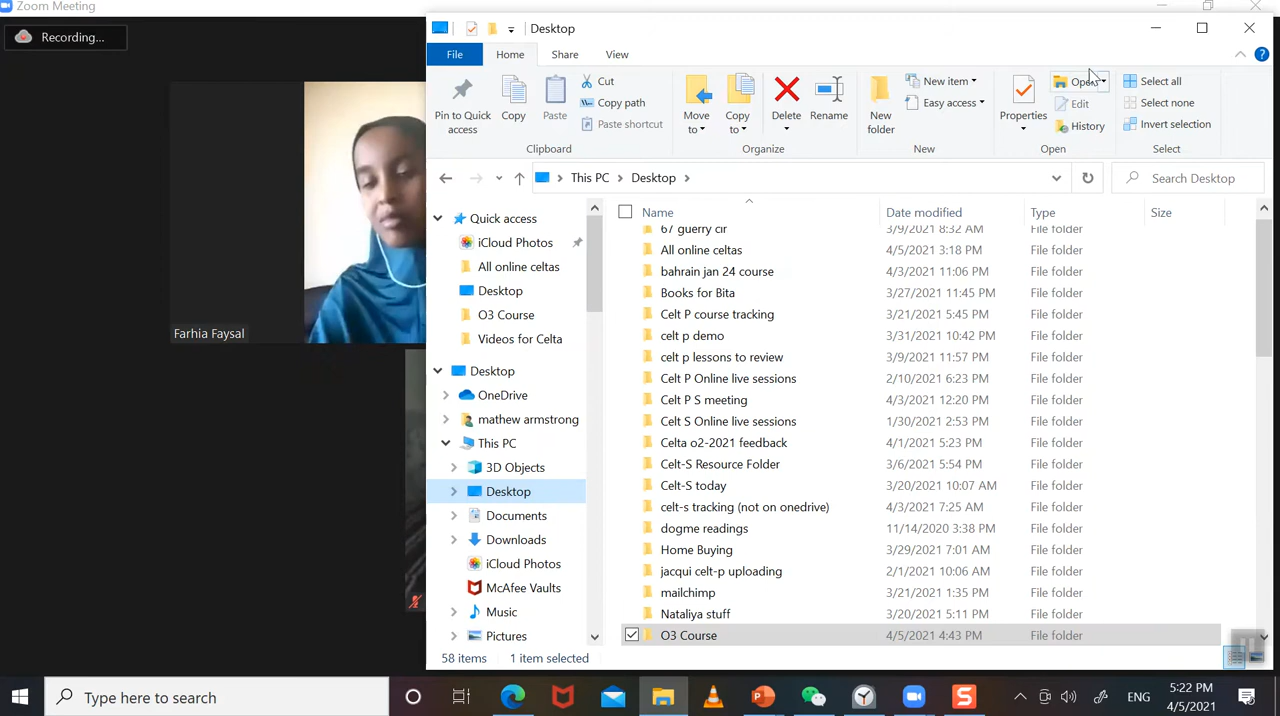 Zoom Meeting
Recording...
Farhia Faysal
Desktop
File Home Share View
Pin to Quick access
Copy
Paste
Cut
Copy path
Paste shortcut
Clipboard
Move to
Copy to
Delete
Rename
Organize
New folder
New item
Easy access
New
Properties
Open
Edit
History
Open
Select all
Select none
Invert selection
Select
This PC Desktop
Search Desktop
Quick access
iCloud Photos
All online celtas
Desktop
O3 Course
Videos for Celta
Desktop
OneDrive
mathew armstrong
This PC
3D Objects
Desktop
Documents
Downloads
iCloud Photos
McAfee Vaults
Music
Pictures
Name Date modified Type Size
67 guerry cir 3/9/2021 8:32 AM File folder
All online celtas 4/5/2021 3:18 PM File folder
bahrain jan 24 course 4/3/2021 11:06 PM File folder
Books for Bita 3/27/2021 11:45 PM File folder
Celt P course tracking 3/21/2021 5:45 PM File folder
celt p demo 3/31/2021 10:42 PM File folder
celt p lessons to review 3/9/2021 11:57 PM File folder
Celt P Online live sessions 2/10/2021 6:23 PM File folder
Celt P S meeting 4/3/2021 12:20 PM File folder
Celt S Online live sessions 1/30/2021 2:53 PM File folder
Celta o2-2021 feedback 4/1/2021 5:23 PM File folder
Celt-S Resource Folder 3/6/2021 5:54 PM File folder
Celt-S today 3/20/2021 10:07 AM File folder
celt-s tracking (not on onedrive) 4/3/2021 7:25 AM File folder
dogme readings 11/14/2020 3:38 PM File folder
Home Buying 3/29/2021 7:01 AM File folder
jacqui celt-p uploading 2/1/2021 10:06 AM File folder
mailchimp 3/21/2021 1:35 PM File folder
Nataliya stuff 3/20/2021 5:11 PM File folder
O3 Course 4/5/2021 4:43 PM File folder
58 items 1 item selected
Type here to search
ENG
5:22 PM
4/5/2021